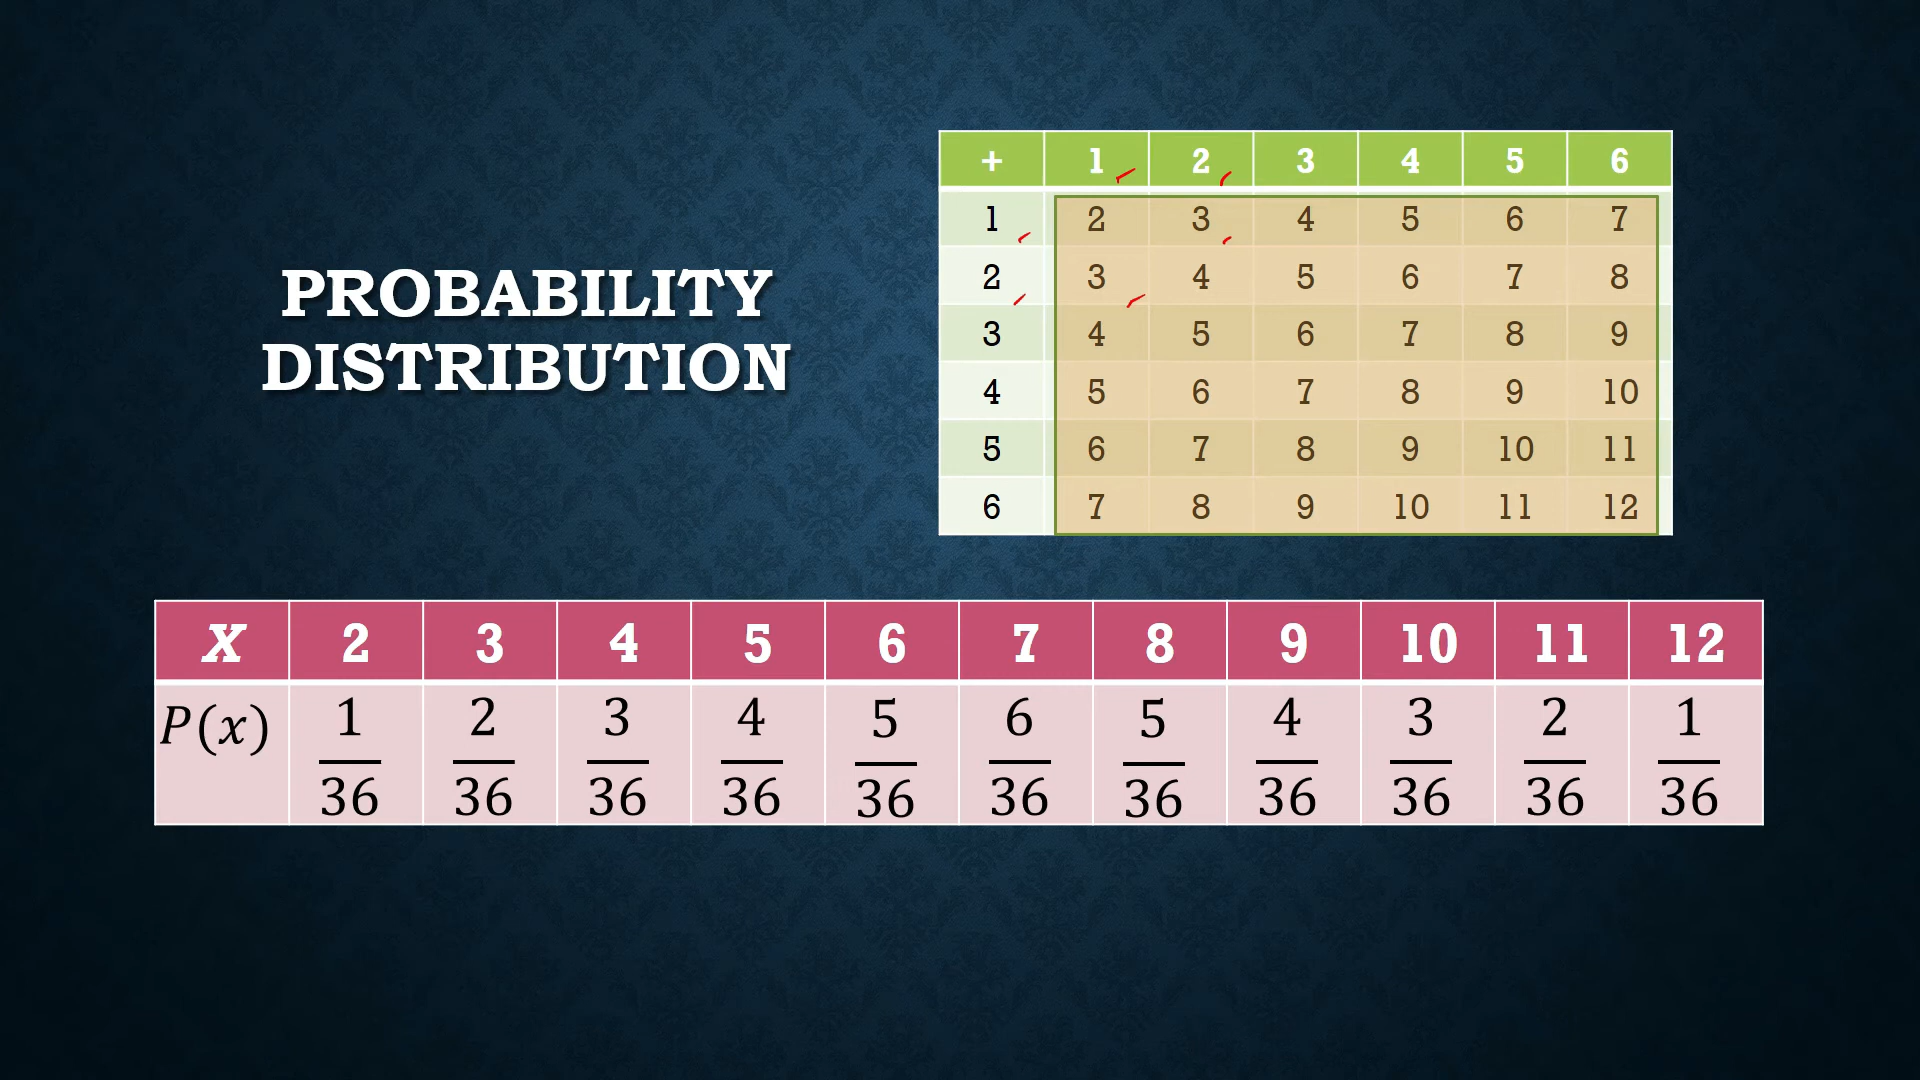 PROBABILITY
DISTRIBUTION
+ 1 2 3 4 5 6
1 2 3 4 5 6 7
2 3 4 5 6 7 8
3 4 5 6 7 8 9
4 5 6 7 8 9 10
5 6 7 8 9 10 11
6 7 8 9 10 11 12
X 2 3 4 5 6 7 8 9 10 11 12
P(x) 1/36 2/36 3/36 4/36 5/36 6/36 5/36 4/36 3/36 2/36 1/36